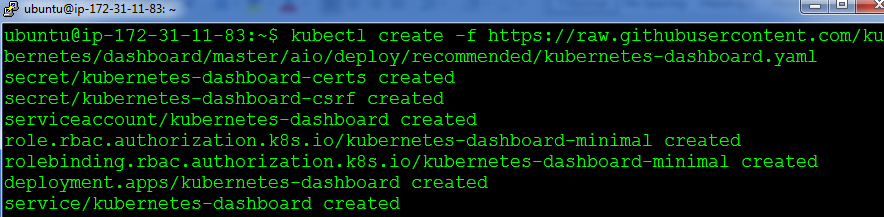 ubuntu@ip-172-31-11-83: ~
ubuntu@ip-172-31-11-83:~$ kubectl create -f https://raw.githubusercontent.com/ku
bernetes/dashboard/master/aio/deploy/recommended/kubernetes-dashboard.yaml
secret/kubernetes-dashboard-certs created
secret/kubernetes-dashboard-csrf created
serviceaccount/kubernetes-dashboard created
role.rbac.authorization.k8s.io/kubernetes-dashboard-minimal created
rolebinding.rbac.authorization.k8s.io/kubernetes-dashboard-minimal created
deployment.apps/kubernetes-dashboard created
service/kubernetes-dashboard created